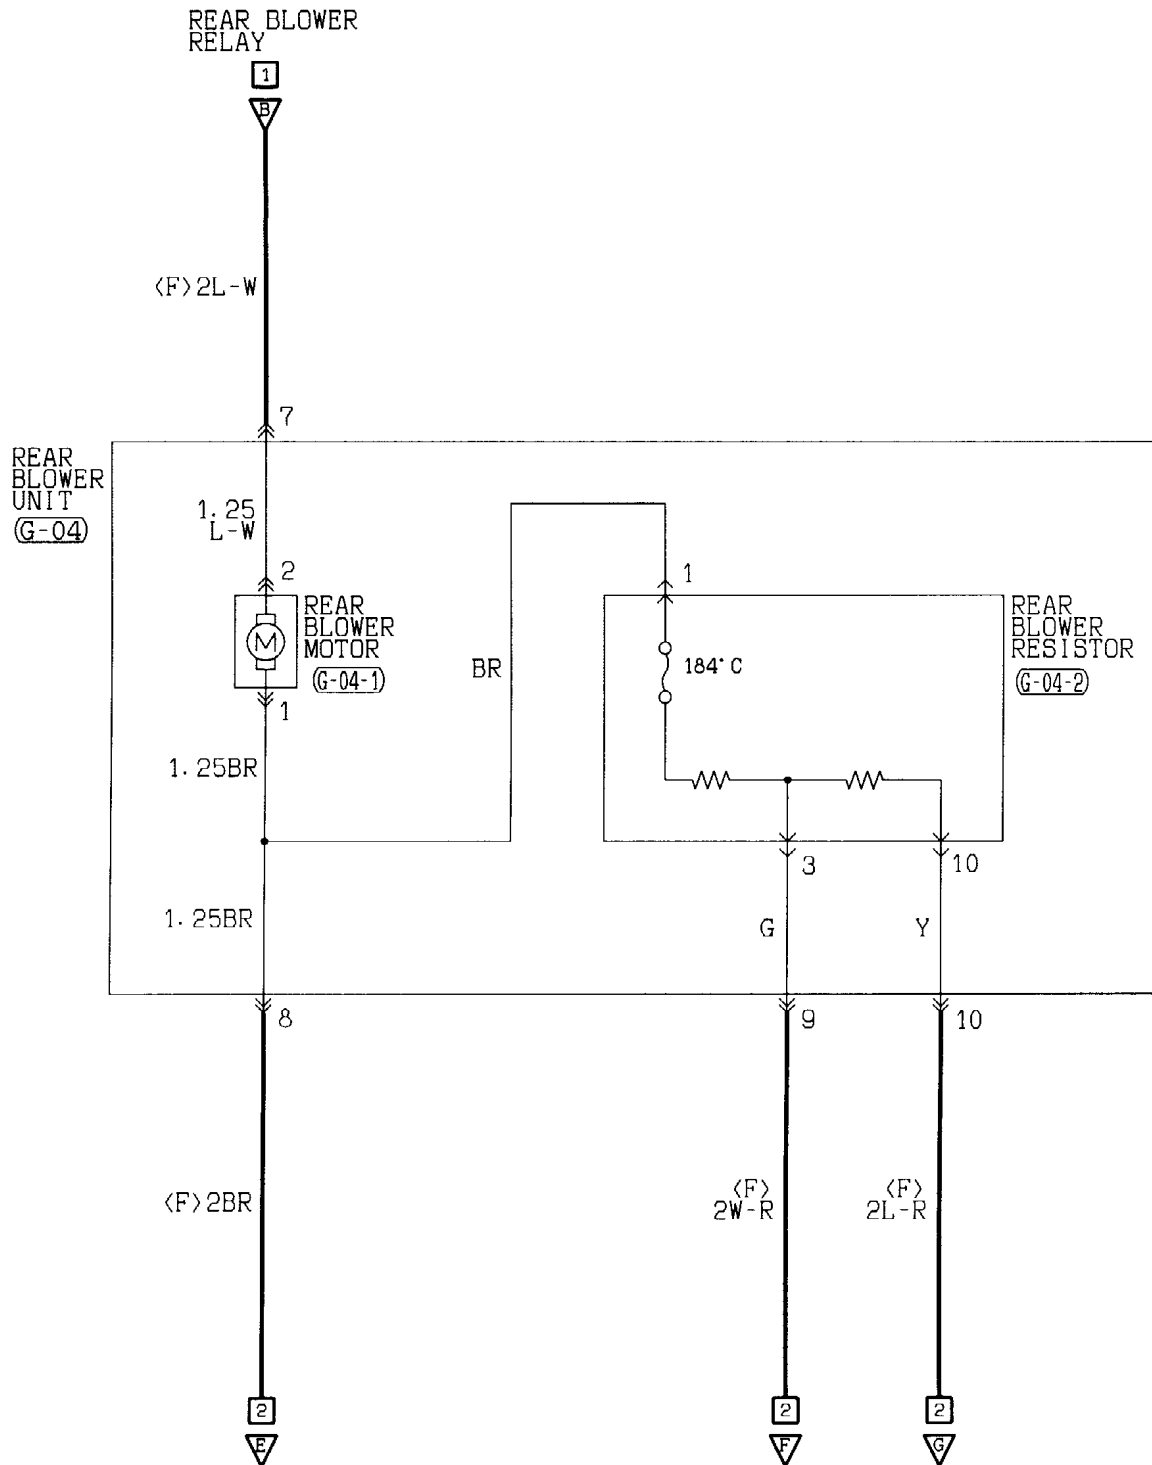 REAR BLOWER
RELAY
1
B
<F>2L-W
7
REAR
BLOWER
UNIT
G-04
1.25
L-W
2
REAR
BLOWER
MOTOR
G-04-1
1
1.25BR
BR
1
184°C
REAR
BLOWER
RESISTOR
G-04-2
3
10
1.25BR
G
Y
8
9
10
<F>2BR
<F>
2W-R
<F>
2L-R
2
2
2
E
F
G